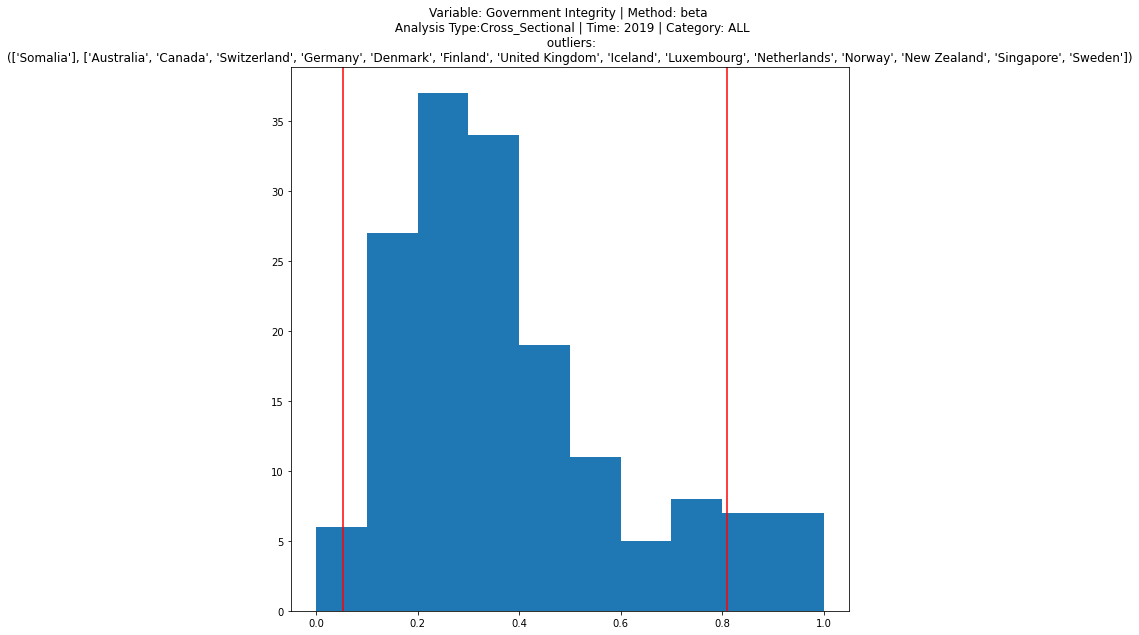 Variable: Government Integrity | Method: beta
Analysis Type:Cross_Sectional | Time: 2019 | Category: ALL
outliers:
(['Somalia'], ['Australia', 'Canada', 'Switzerland', 'Germany', 'Denmark', 'Finland', 'United Kingdom', 'Iceland', 'Luxembourg', 'Netherlands', 'Norway', 'New Zealand', 'Singapore', 'Sweden'])
35
30
25
20
15
10
5
0
0.0 0.2 0.4 0.6 0.8 1.0